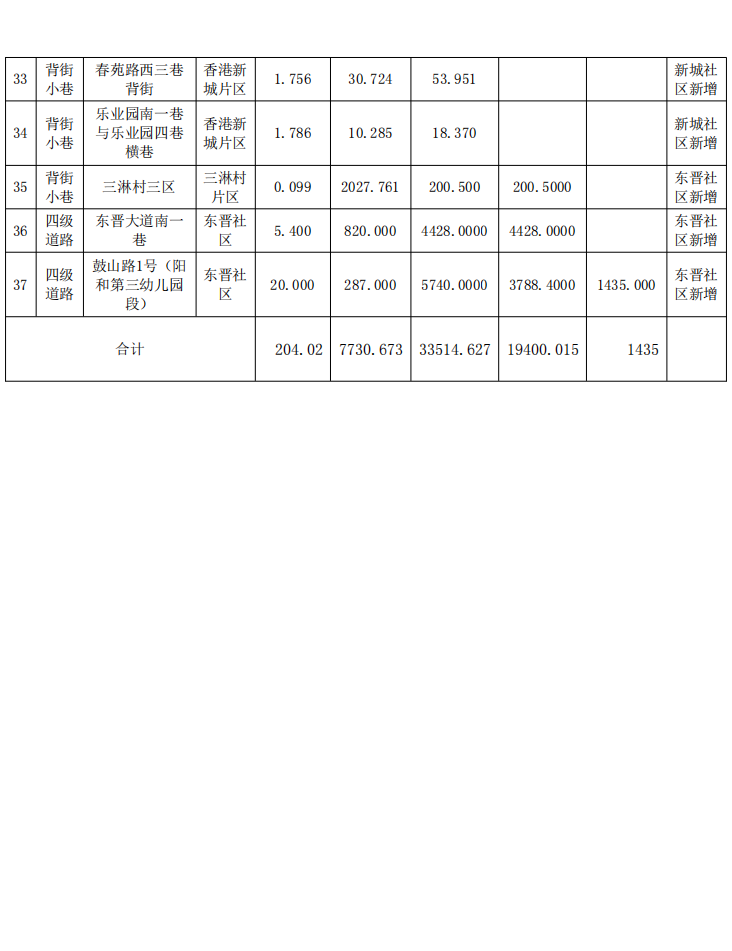 33 背街小巷 春苑路西三巷背街 香港新城片区 1.756 30.724 53.951 新城社区新增
34 背街小巷 乐业园南一巷与乐业园四巷横巷 香港新城片区 1.786 10.285 18.370 新城社区新增
35 背街小巷 三淋村三区 三淋村片区 0.099 2027.761 200.500 200.5000 东晋社区新增
36 四级道路 东晋大道南一巷 东晋社区 5.400 820.000 4428.0000 4428.0000 东晋社区新增
37 四级道路 鼓山路1号（阳和第三幼儿园段） 东晋社区 20.000 287.000 5740.0000 3788.4000 1435.000 东晋社区新增
合计 204.02 7730.673 33514.627 19400.015 1435